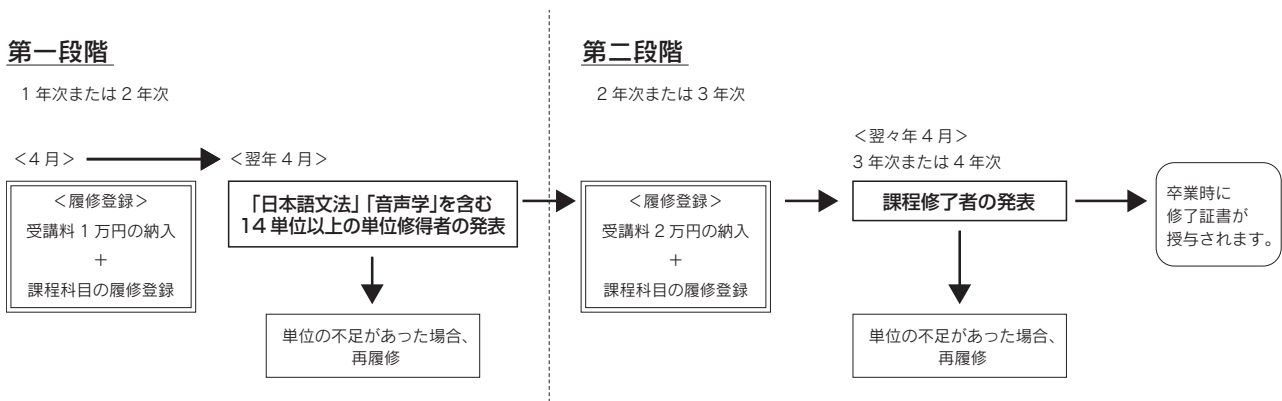 第一段階
1 年次または 2 年次
＜4 月＞
＜履修登録＞
受講料 1 万円の納入
+
課程科目の履修登録
＜翌年 4 月＞
「日本語文法」「音声学」を含む
14 単位以上の単位修得者の発表
単位の不足があった場合、
再履修
第二段階
2 年次または 3 年次
＜履修登録＞
受講料 2 万円の納入
+
課程科目の履修登録
＜翌々年 4 月＞
3 年次または 4 年次
課程修了者の発表
単位の不足があった場合、
再履修
卒業時に
修了証書が
授与されます。